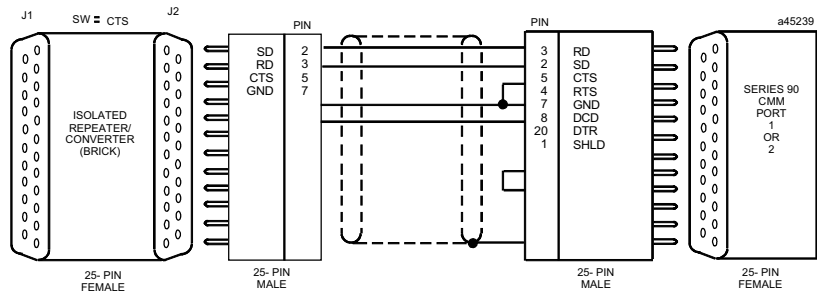 J1
SW = CTS
J2
PIN
PIN
a45239
SD 2
RD 3
CTS 5
GND 7
3 RD
2 SD
5 CTS
4 RTS
7 GND
8 DCD
20 DTR
1 SHLD
ISOLATED
REPEATER/
CONVERTER
(BRICK)
SERIES 90
CMM
PORT
1
OR
2
25- PIN
FEMALE
25- PIN
MALE
25- PIN
MALE
25- PIN
FEMALE